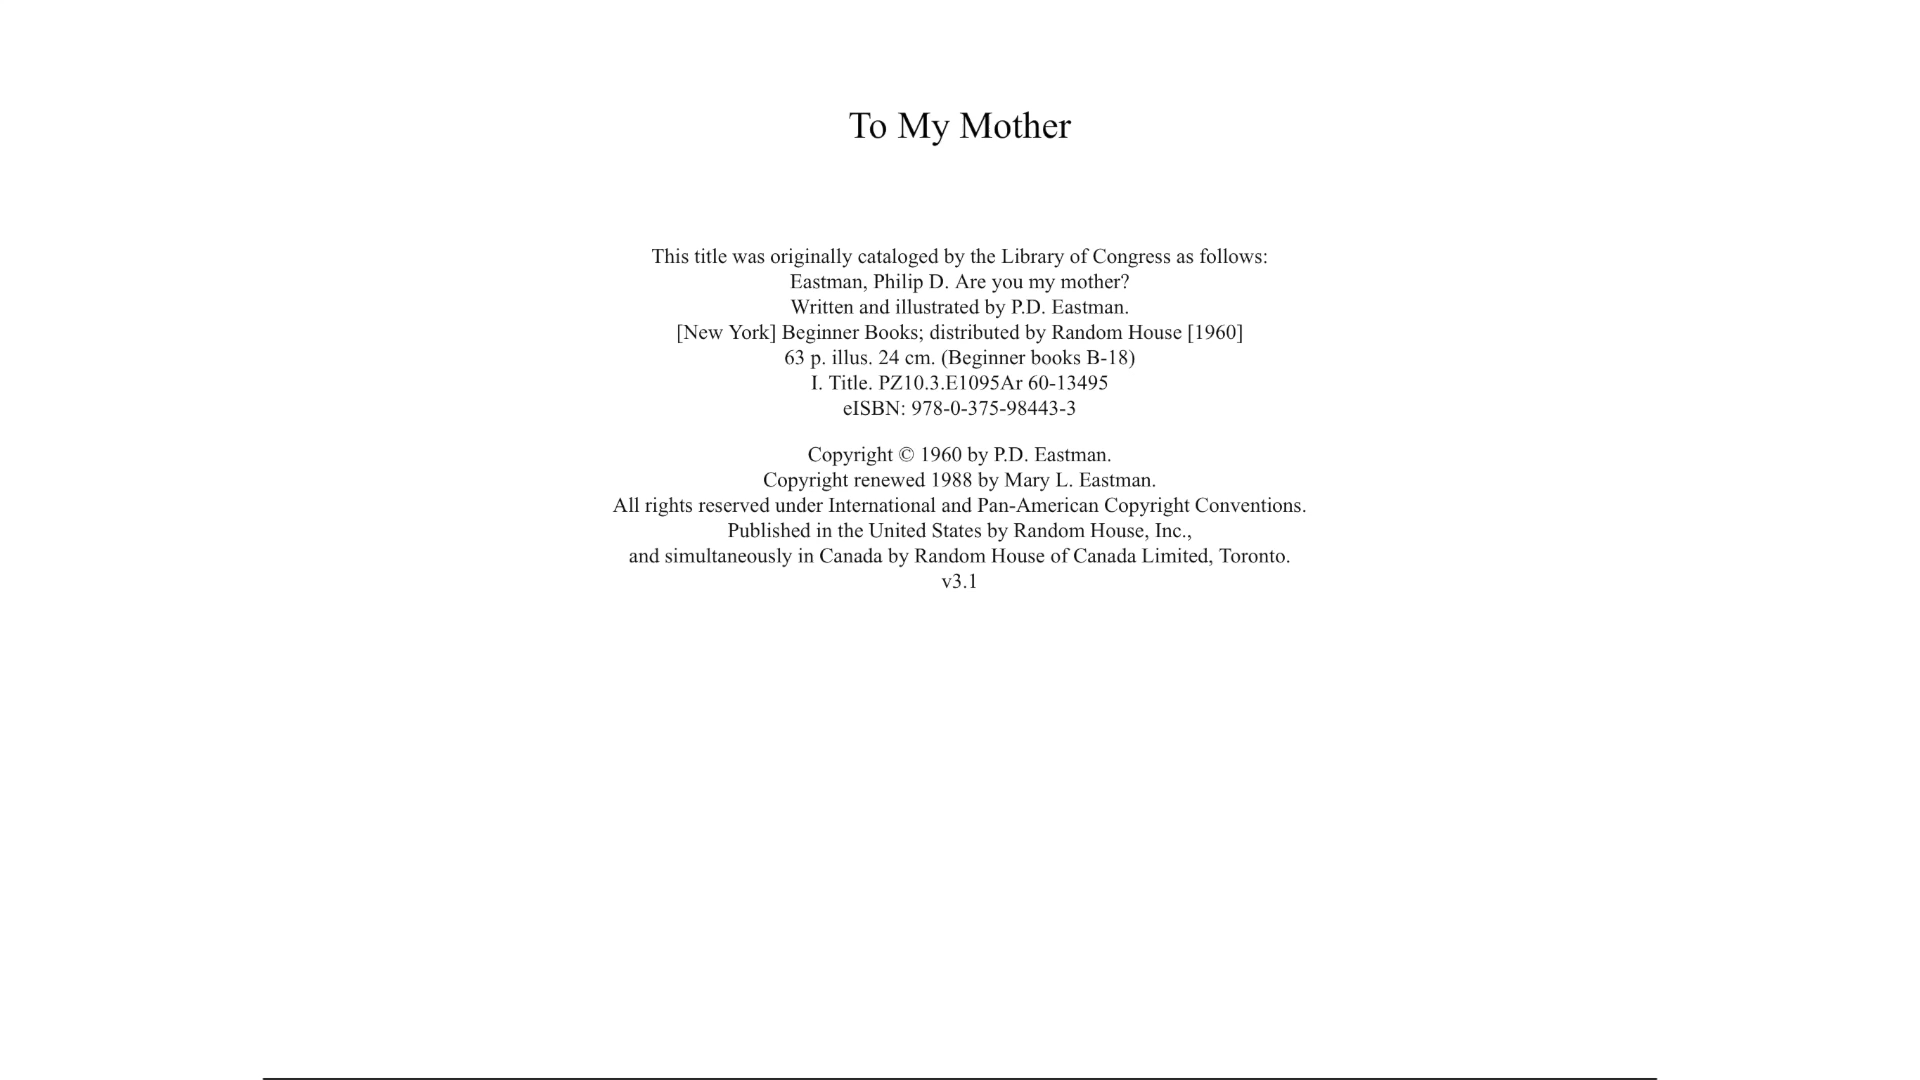 To My Mother
This title was originally cataloged by the Library of Congress as follows:
Eastman, Philip D. Are you my mother?
Written and illustrated by P.D. Eastman.
[New York] Beginner Books; distributed by Random House [1960]
63 p. illus. 24 cm. (Beginner books B-18)
I. Title. PZ10.3.E1095Ar 60-13495
eISBN: 978-0-375-98443-3
Copyright © 1960 by P.D. Eastman.
Copyright renewed 1988 by Mary L. Eastman.
All rights reserved under International and Pan-American Copyright Conventions.
Published in the United States by Random House, Inc.,
and simultaneously in Canada by Random House of Canada Limited, Toronto.
v3.1